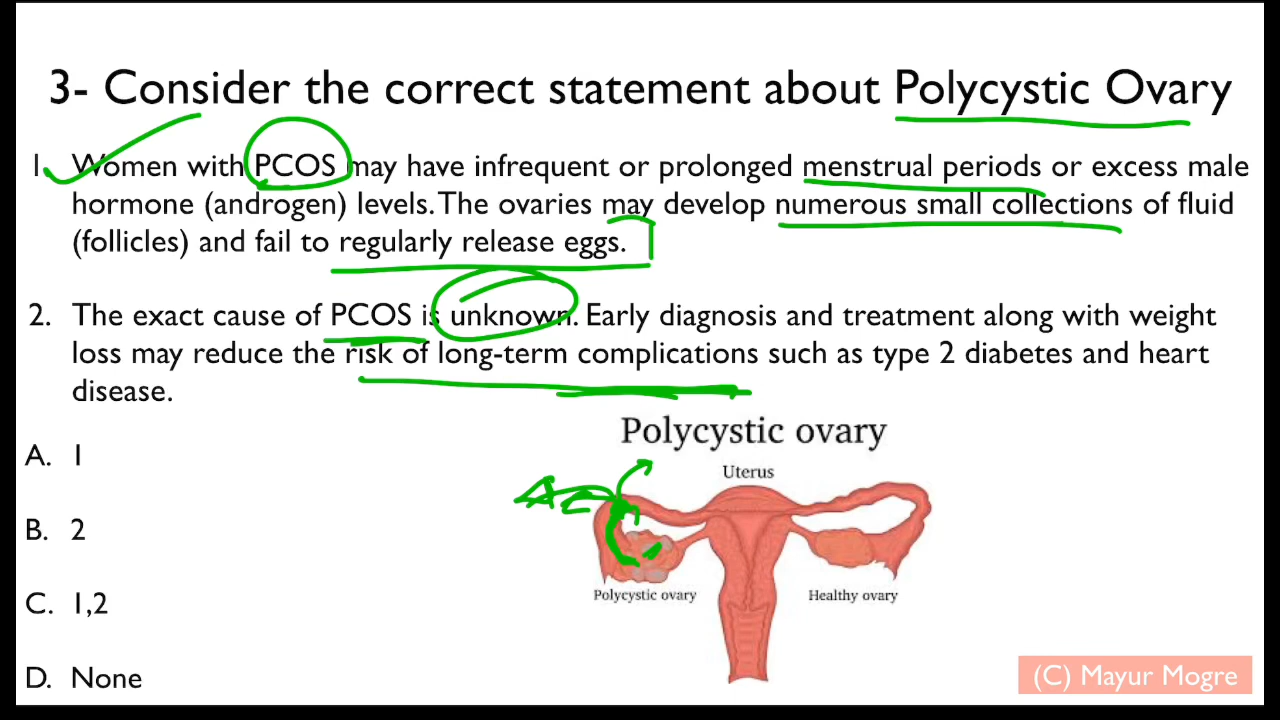 3- Consider the correct statement about Polycystic Ovary
1. Women with PCOS may have infrequent or prolonged menstrual periods or excess male
hormone (androgen) levels. The ovaries may develop numerous small collections of fluid
(follicles) and fail to regularly release eggs.
2. The exact cause of PCOS is unknown. Early diagnosis and treatment along with weight
loss may reduce the risk of long-term complications such as type 2 diabetes and heart
disease.
A. 1
B. 2
C. 1,2
D. None
Polycystic ovary
Uterus
Polycystic ovary
Healthy ovary
(C) Mayur Mogre